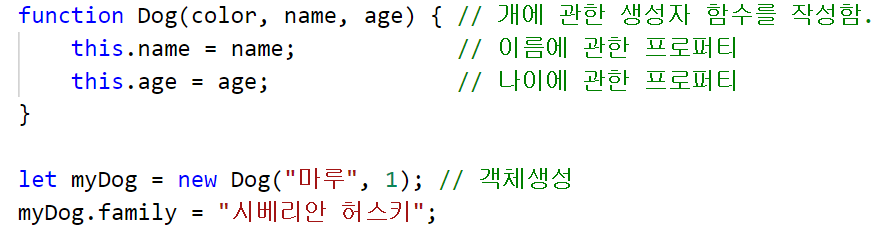 function Dog(color, name, age) { // 개에 관한 생성자 함수를 작성함.
    this.name = name;               // 이름에 관한 프로퍼티
    this.age = age;                 // 나이에 관한 프로퍼티
}
let myDog = new Dog("마루", 1); // 객체생성
myDog.family = "시베리안 허스키";